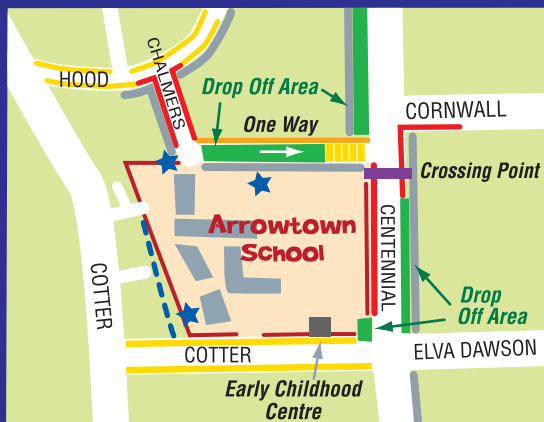 HOOD
CHALMERS
Drop Off Area
One Way
CORNWALL
Crossing Point
Arrowtown
School
CENTENNIAL
COTTER
Drop
Off Area
COTTER
ELVA DAWSON
Early Childhood
Centre